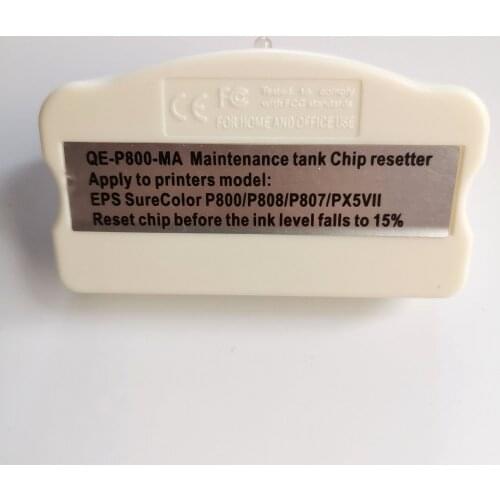 CE FC Tested to comply
with FCC standards
FOR HOME AND OFFICE USE
QE-P800-MA Maintenance tank Chip resetter
Apply to printers model:
EPS SureColor P800/P808/P807/PX5VII
Reset chip before the ink level falls to 15%